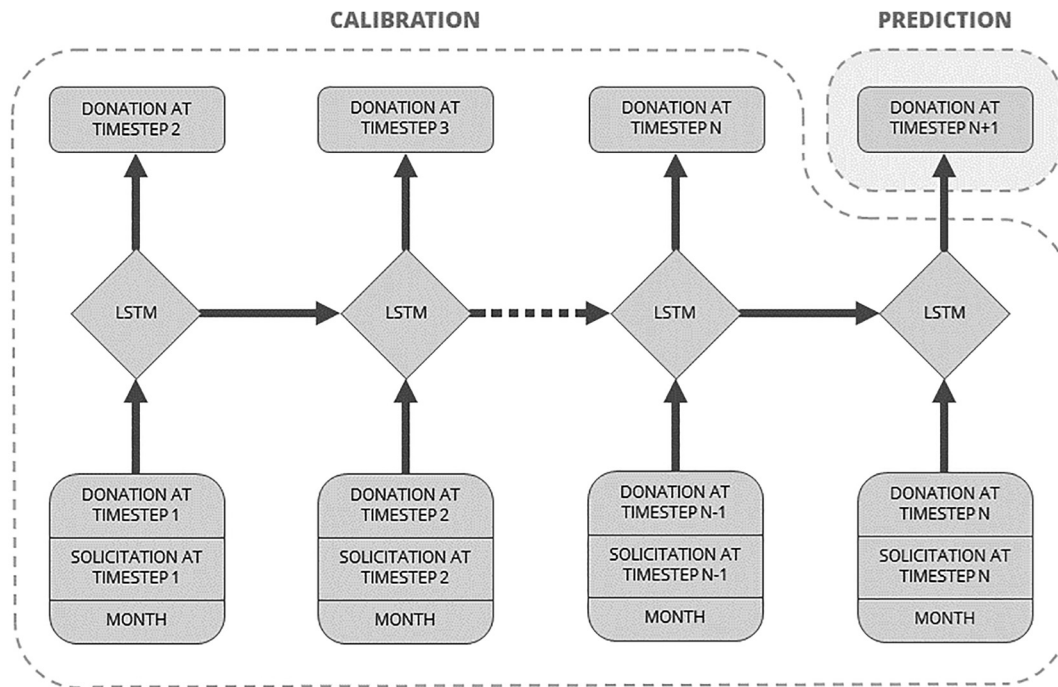 CALIBRATION
PREDICTION
DONATION AT
TIMESTEP 2
DONATION AT
TIMESTEP 3
DONATION AT
TIMESTEP N
DONATION AT
TIMESTEP N+1
LSTM
LSTM
LSTM
LSTM
DONATION AT
TIMESTEP 1
SOLICITATION AT
TIMESTEP 1
MONTH
DONATION AT
TIMESTEP 2
SOLICITATION AT
TIMESTEP 2
MONTH
DONATION AT
TIMESTEP N-1
SOLICITATION AT
TIMESTEP N-1
MONTH
DONATION AT
TIMESTEP N
SOLICITATION AT
TIMESTEP N
MONTH